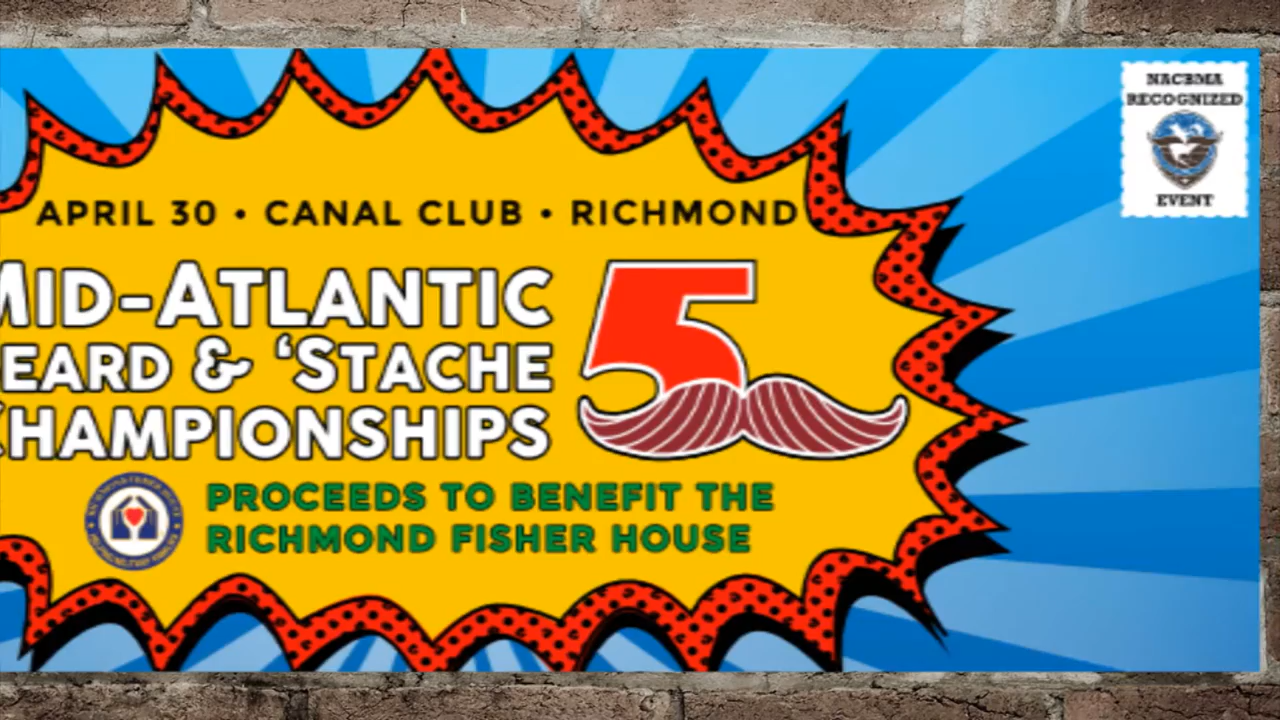 NACBMA
RECOGNIZED
EVENT
APRIL 30 • CANAL CLUB • RICHMOND
MID-ATLANTIC
EARD & ‘STACHE
CHAMPIONSHIPS
5
PROCEEDS TO BENEFIT THE
RICHMOND FISHER HOUSE